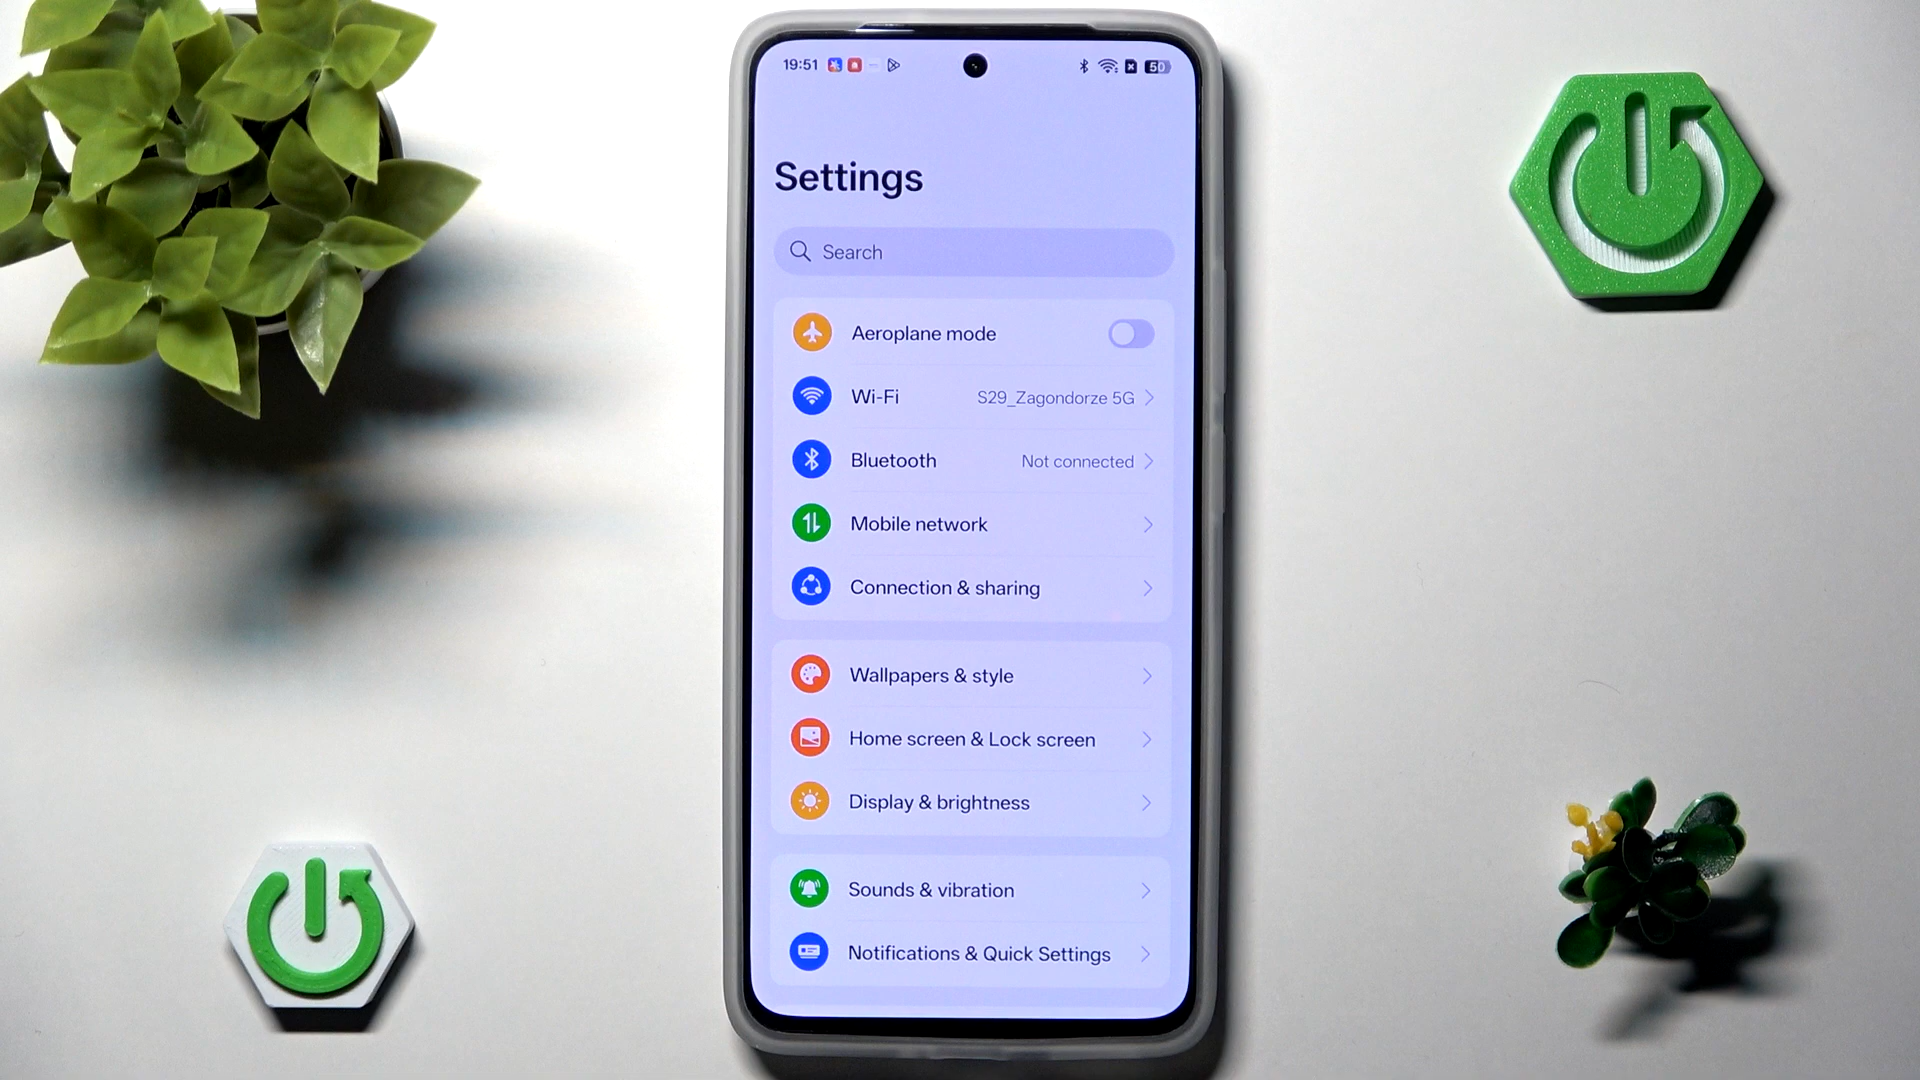 19:51
50
Settings
Search
Aeroplane mode
Wi-Fi S29_Zagondorze 5G
Bluetooth Not connected
Mobile network
Connection & sharing
Wallpapers & style
Home screen & Lock screen
Display & brightness
Sounds & vibration
Notifications & Quick Settings